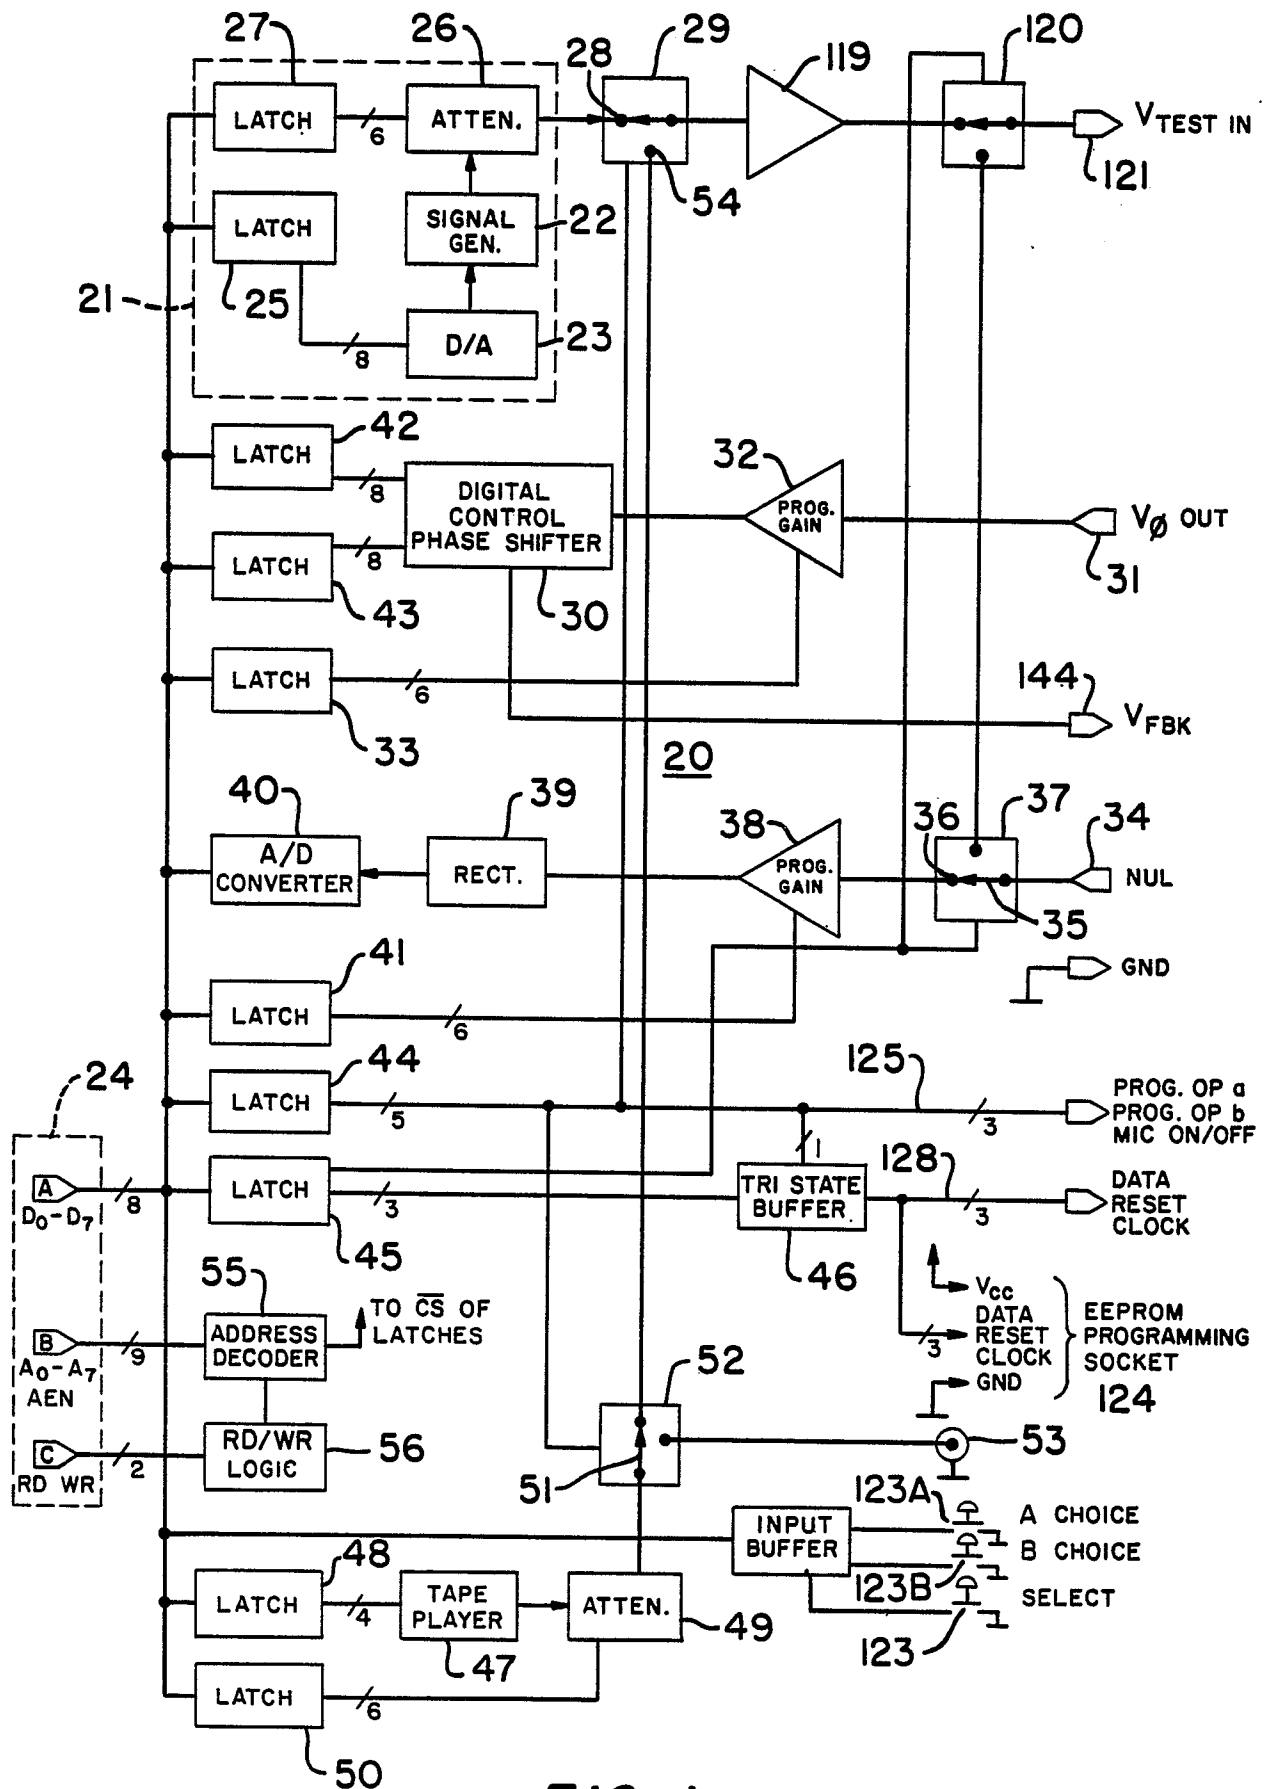 27
26
28
29
119
120
LATCH
6
ATTEN.
V TEST IN
121
54
LATCH
SIGNAL
GEN.
22
21
25
8
D/A
23
42
LATCH
8
DIGITAL
CONTROL
PHASE SHIFTER
32
PROG.
GAIN
VØ OUT
31
8
LATCH
43
30
LATCH
6
33
144
V FBK
20
40
39
38
36
37
34
A/D
CONVERTER
RECT.
PROG.
GAIN
NUL
35
41
GND
LATCH
6
24
44
LATCH
5
125
3
PROG. OP a
PROG. OP b
MIC ON/OFF
1
A
D0-D7
8
LATCH
3
45
TRI STATE
BUFFER
46
128
3
DATA
RESET
CLOCK
55
TO CS OF
LATCHES
B
A0-A7
AEN
9
ADDRESS
DECODER
VCC
DATA
RESET
CLOCK
GND
3
EEPROM
PROGRAMMING
SOCKET
124
52
C
RD WR
2
RD/WR
LOGIC
56
51
53
123A
A CHOICE
INPUT
BUFFER
B CHOICE
123B
SELECT
123
48
LATCH
4
TAPE
PLAYER
47
ATTEN.
49
LATCH
6
50